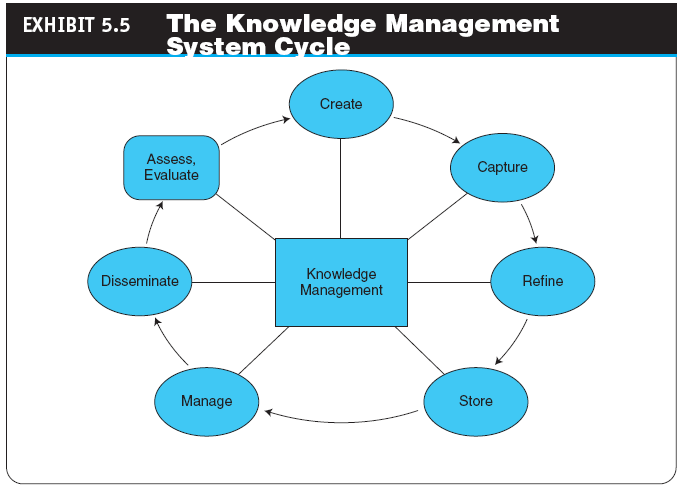 EXHIBIT 5.5
The Knowledge Management
System Cycle
Create
Capture
Refine
Store
Manage
Disseminate
Assess,
Evaluate
Knowledge
Management